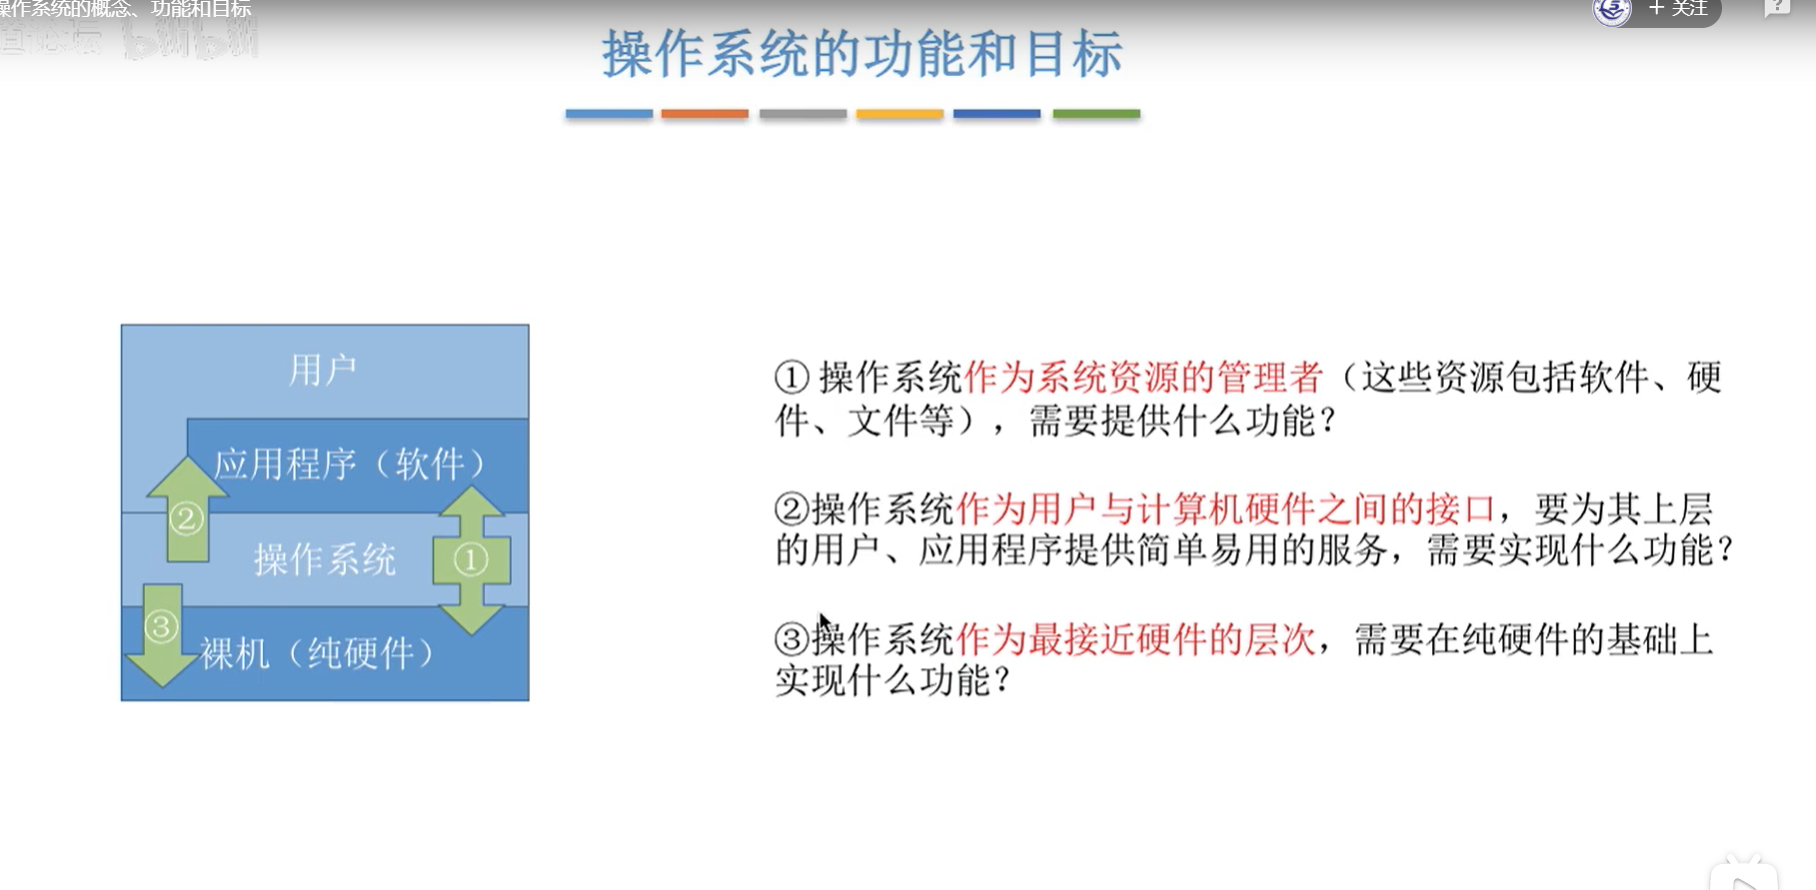 操作系统的概念、功能和目标
+ 关注
bilibili
操作系统的功能和目标
用户
应用程序（软件）
②
操作系统
①
③
裸机（纯硬件）
① 操作系统作为系统资源的管理者（这些资源包括软件、硬
件、文件等），需要提供什么功能？
②操作系统作为用户与计算机硬件之间的接口，要为其上层
的用户、应用程序提供简单易用的服务，需要实现什么功能？
③操作系统作为最接近硬件的层次，需要在纯硬件的基础上
实现什么功能？